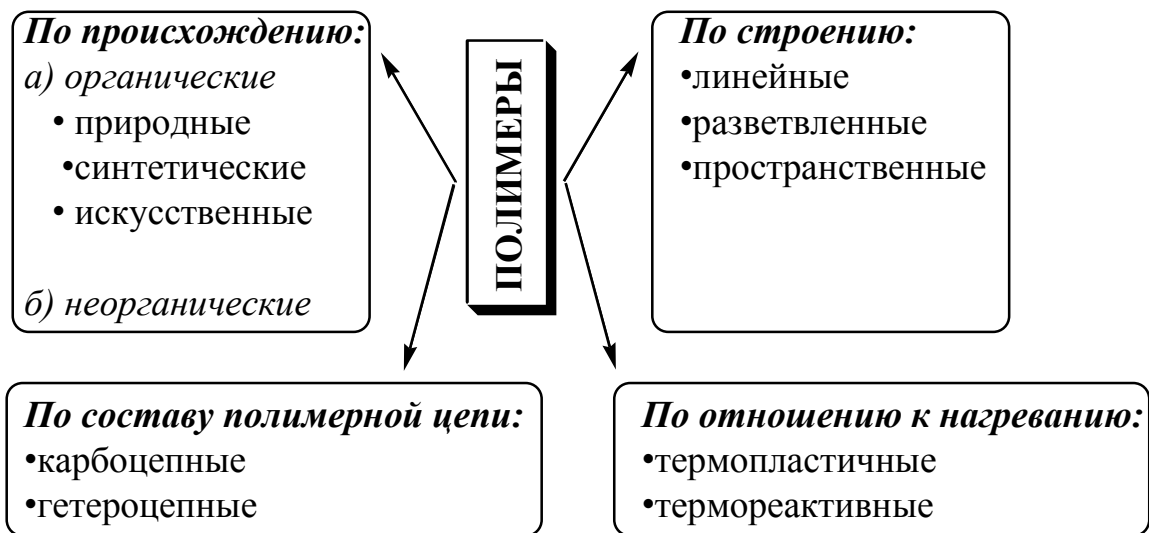 По происхождению:
а) органические
• природные
•синтетические
• искусственные
б) неорганические
ПОЛИМЕРЫ
По строению:
•линейные
•разветвленные
•пространственные
По составу полимерной цепи:
•карбоцепные
•гетероцепные
По отношению к нагреванию:
•термопластичные
•термореактивные